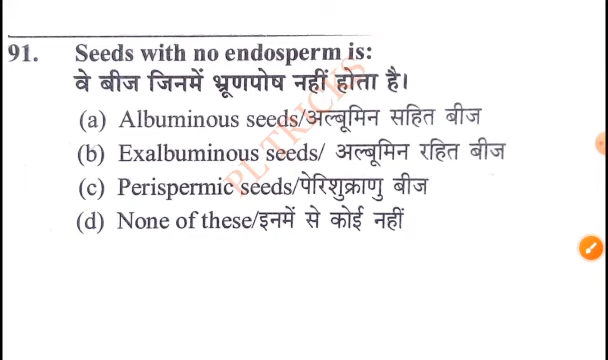 91. Seeds with no endosperm is:
वे बीज जिनमें भ्रूणपोष नहीं होता है।
(a) Albuminous seeds/अल्बूमिन सहित बीज
(b) Exalbuminous seeds/ अल्बूमिन रहित बीज
(c) Perispermic seeds/पेरिशुक्राणु बीज
(d) None of these/इनमें से कोई नहीं
PLTRICKS